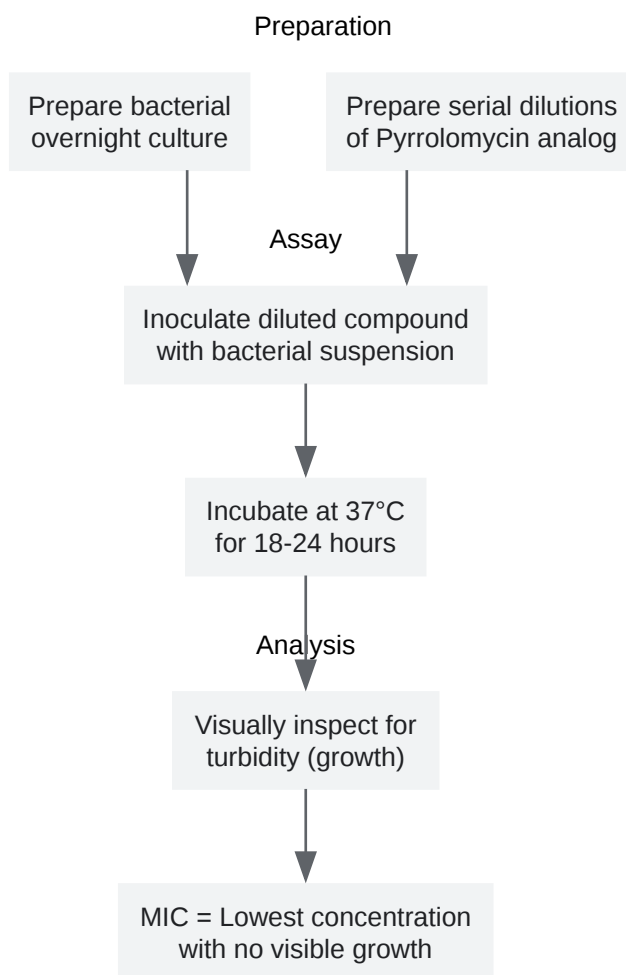 Preparation
Prepare bacterial
overnight culture
Prepare serial dilutions
of Pyrrolomycin analog
Assay
Inoculate diluted compound
with bacterial suspension
Incubate at 37°C
for 18-24 hours
Analysis
Visually inspect for
turbidity (growth)
MIC = Lowest concentration
with no visible growth